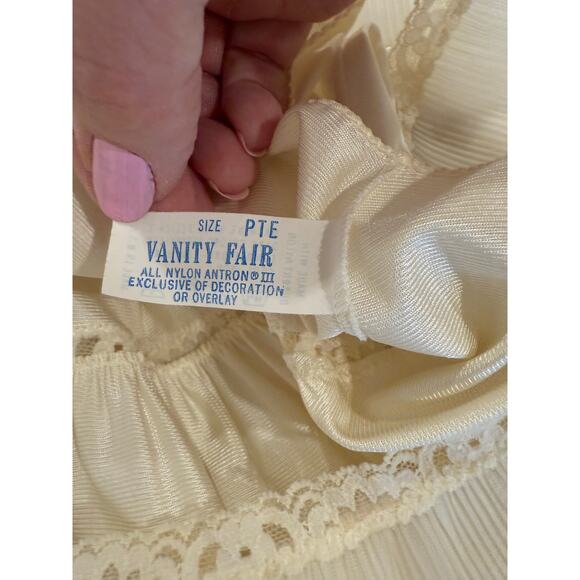 SIZE PTE
VANITY FAIR
ALL NYLON ANTRON® III
EXCLUSIVE OF DECORATION
OR OVERLAY